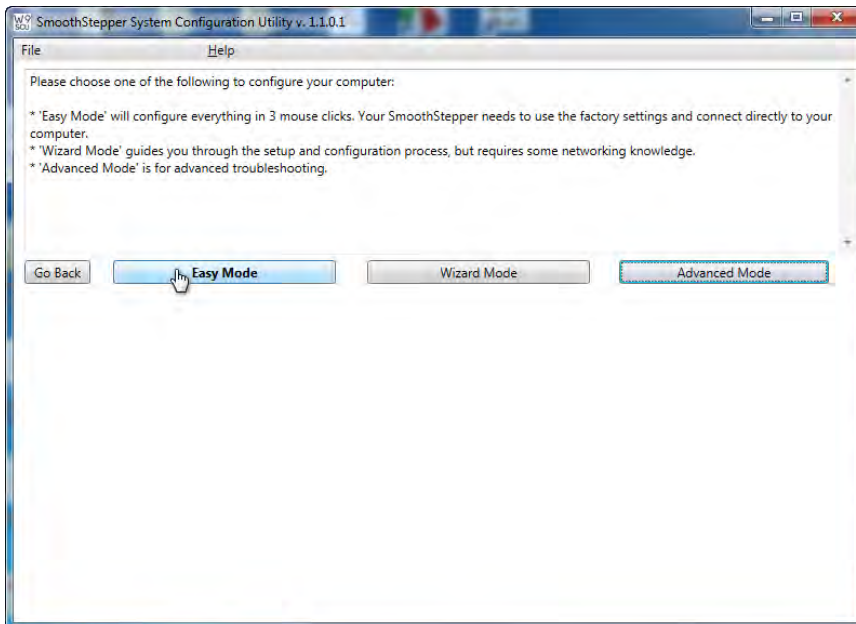 SmoothStepper System Configuration Utility v. 1.1.0.1
File Help
Please choose one of the following to configure your computer:
* 'Easy Mode' will configure everything in 3 mouse clicks. Your SmoothStepper needs to use the factory settings and connect directly to your
computer.
* 'Wizard Mode' guides you through the setup and configuration process, but requires some networking knowledge.
* 'Advanced Mode' is for advanced troubleshooting.
Go Back Easy Mode Wizard Mode Advanced Mode